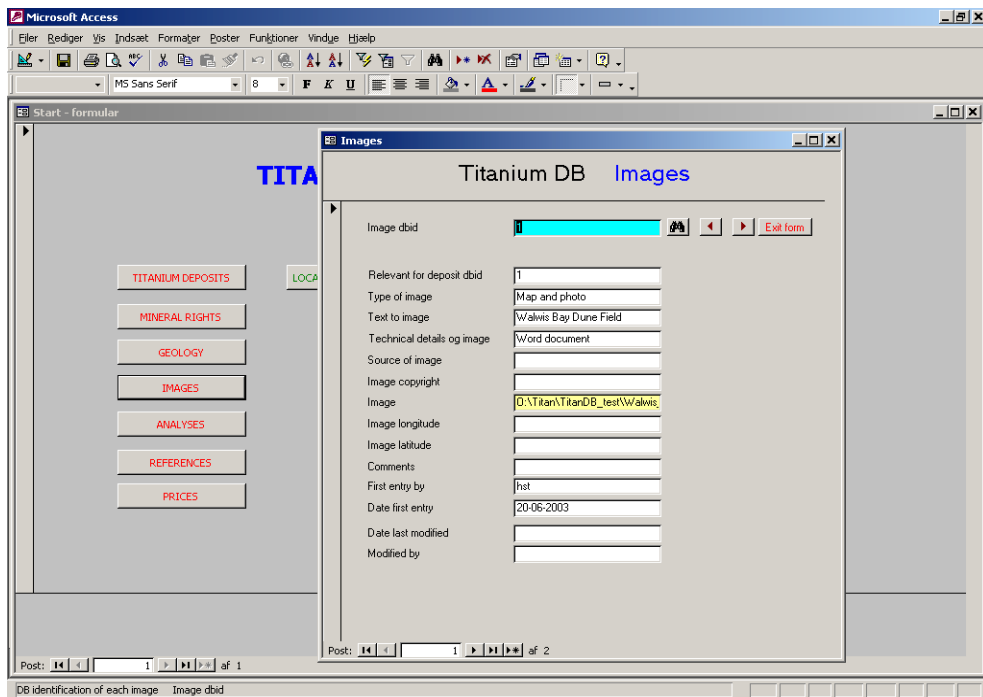 Microsoft Access
Filer Rediger Vis Indsæt Formater Poster Funktioner Vindue Hjælp
MS Sans Serif 8 F K U
Start - formular
TITA
TITANIUM DEPOSITS
LOCA
MINERAL RIGHTS
GEOLOGY
IMAGES
ANALYSES
REFERENCES
PRICES
Images
Titanium DB Images
Image dbid 1 Exit form
Relevant for deposit dbid 1
Type of image Map and photo
Text to image Walwis Bay Dune Field
Technical details og image Word document
Source of image
Image copyright
Image O:\Titan\TitanDB_test\Walwis_
Image longitude
Image latitude
Comments
First entry by hst
Date first entry 20-06-2003
Date last modified
Modified by
Post: 1 af 2
Post: 1 af 1
DB identification of each image Image dbid